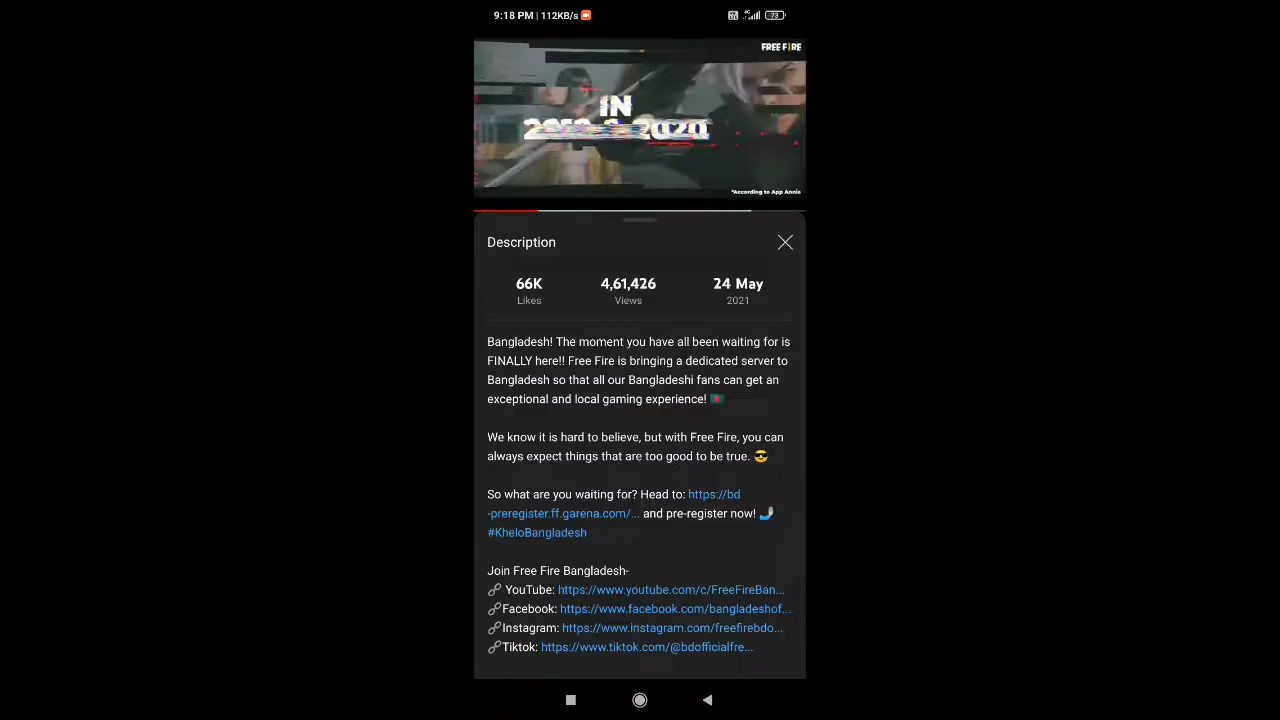 9:18 PM | 112KB/s
4G
73
FREE FIRE
IN
& 2020
*According to App Annie
Description
66K
4,61,426
24 May
Likes
Views
2021
Bangladesh! The moment you have all been waiting for is
FINALLY here!! Free Fire is bringing a dedicated server to
Bangladesh so that all our Bangladeshi fans can get an
exceptional and local gaming experience! 🇧🇩
We know it is hard to believe, but with Free Fire, you can
always expect things that are too good to be true. 😎
So what are you waiting for? Head to: https://bd
-preregister.ff.garena.com/... and pre-register now! 🤳
#KheloBangladesh
Join Free Fire Bangladesh-
🔗 YouTube: https://www.youtube.com/c/FreeFireBan...
🔗Facebook: https://www.facebook.com/bangladeshof...
🔗Instagram: https://www.instagram.com/freefirebdo...
🔗Tiktok: https://www.tiktok.com/@bdofficialfre...